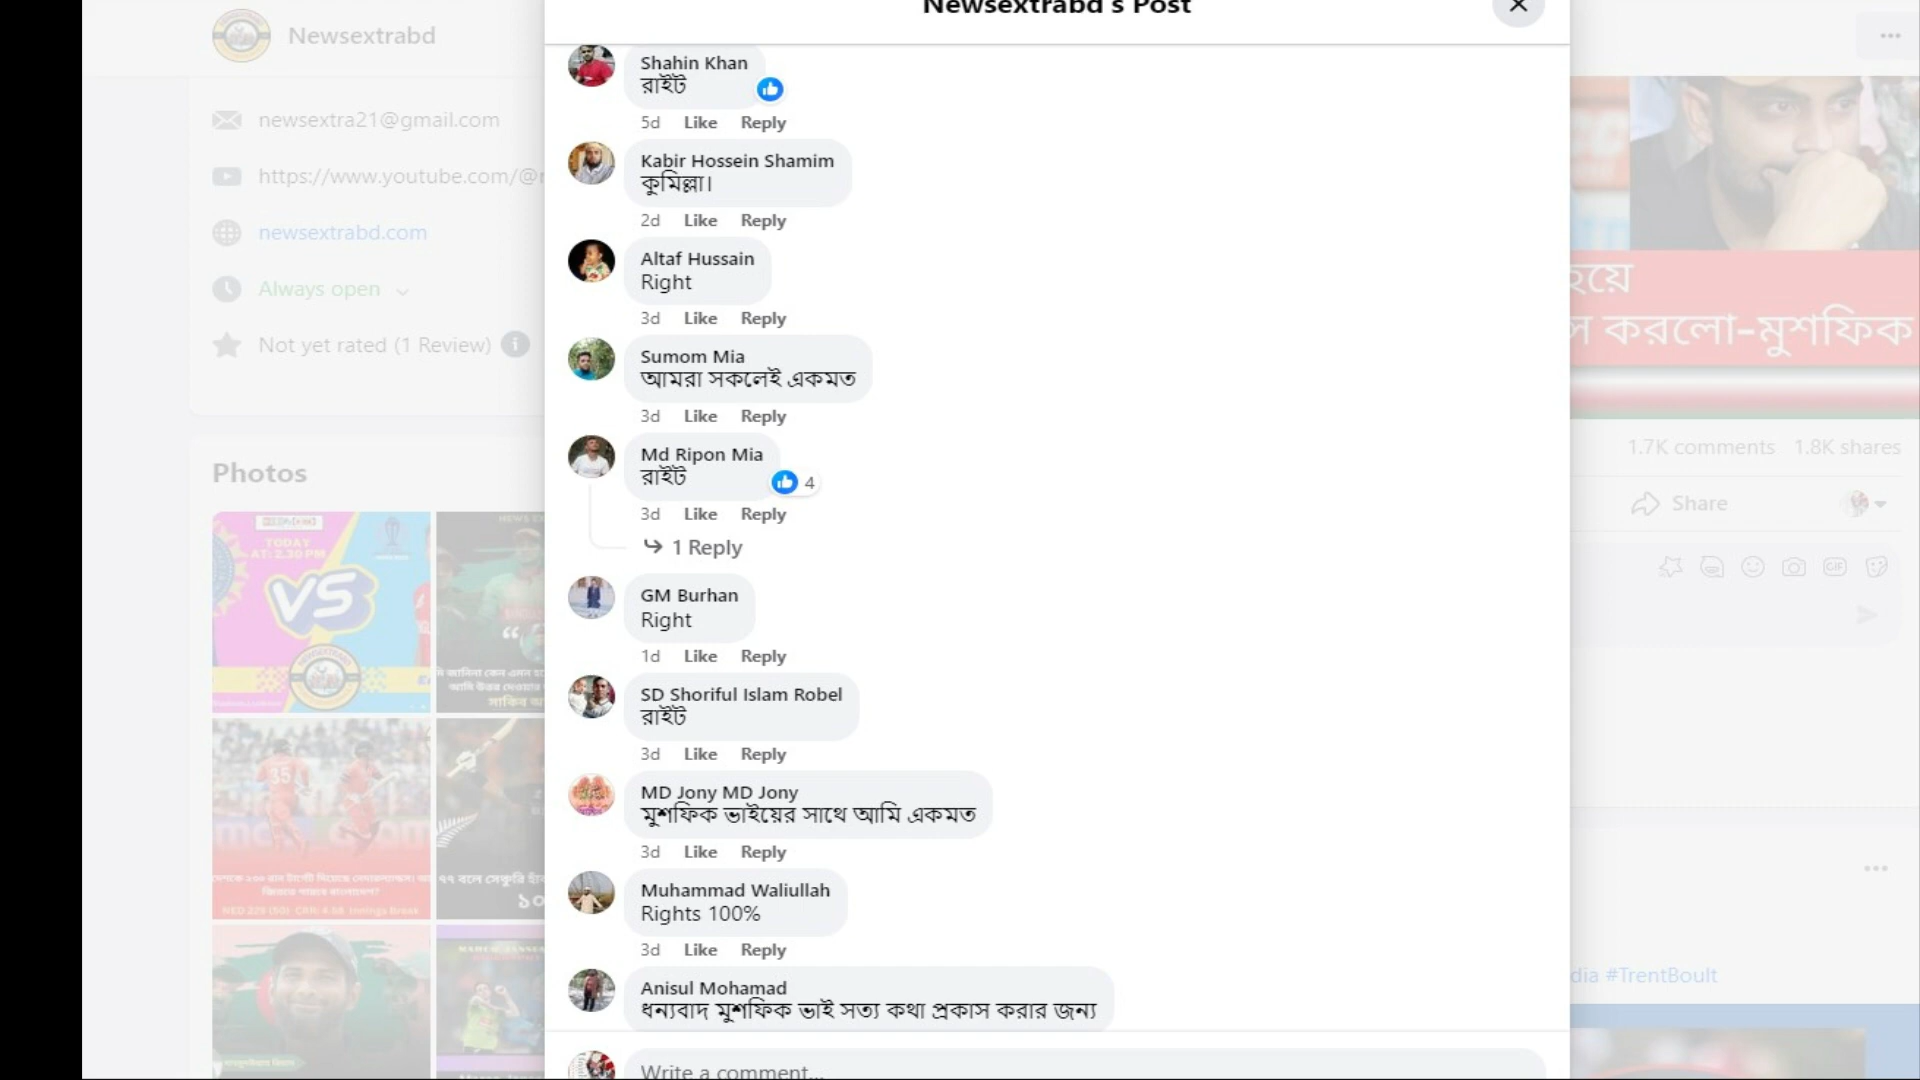 Newsextrabd's Post
Newsextrabd
newsextra21@gmail.com
https://www.youtube.com/@
newsextrabd.com
Always open
Not yet rated (1 Review)
Photos
TODAY
AT: 2.30 PM
VS
35
Shahin Khan
রাইট
5d Like Reply
Kabir Hossein Shamim
কুমিল্লা।
2d Like Reply
Altaf Hussain
Right
3d Like Reply
Sumom Mia
আমরা সকলেই একমত
3d Like Reply
Md Ripon Mia
রাইট
4
3d Like Reply
1 Reply
GM Burhan
Right
1d Like Reply
SD Shoriful Islam Robel
রাইট
3d Like Reply
MD Jony MD Jony
মুশফিক ভাইয়ের সাথে আমি একমত
3d Like Reply
Muhammad Waliullah
Rights 100%
3d Like Reply
Anisul Mohamad
ধন্যবাদ মুশফিক ভাই সত্য কথা প্রকাস করার জন্য
Write a comment...
হয়ে
করলো-মুশফিক
1.7K comments 1.8K shares
Share
GIF
#TrentBoult